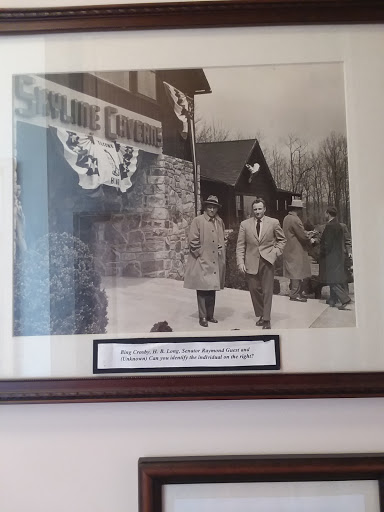 SKYLINE CAVERNS
Bing Crosby, H. B. Long, Senator Raymond Guest and
(Unknown) Can you identify the individual on the right?